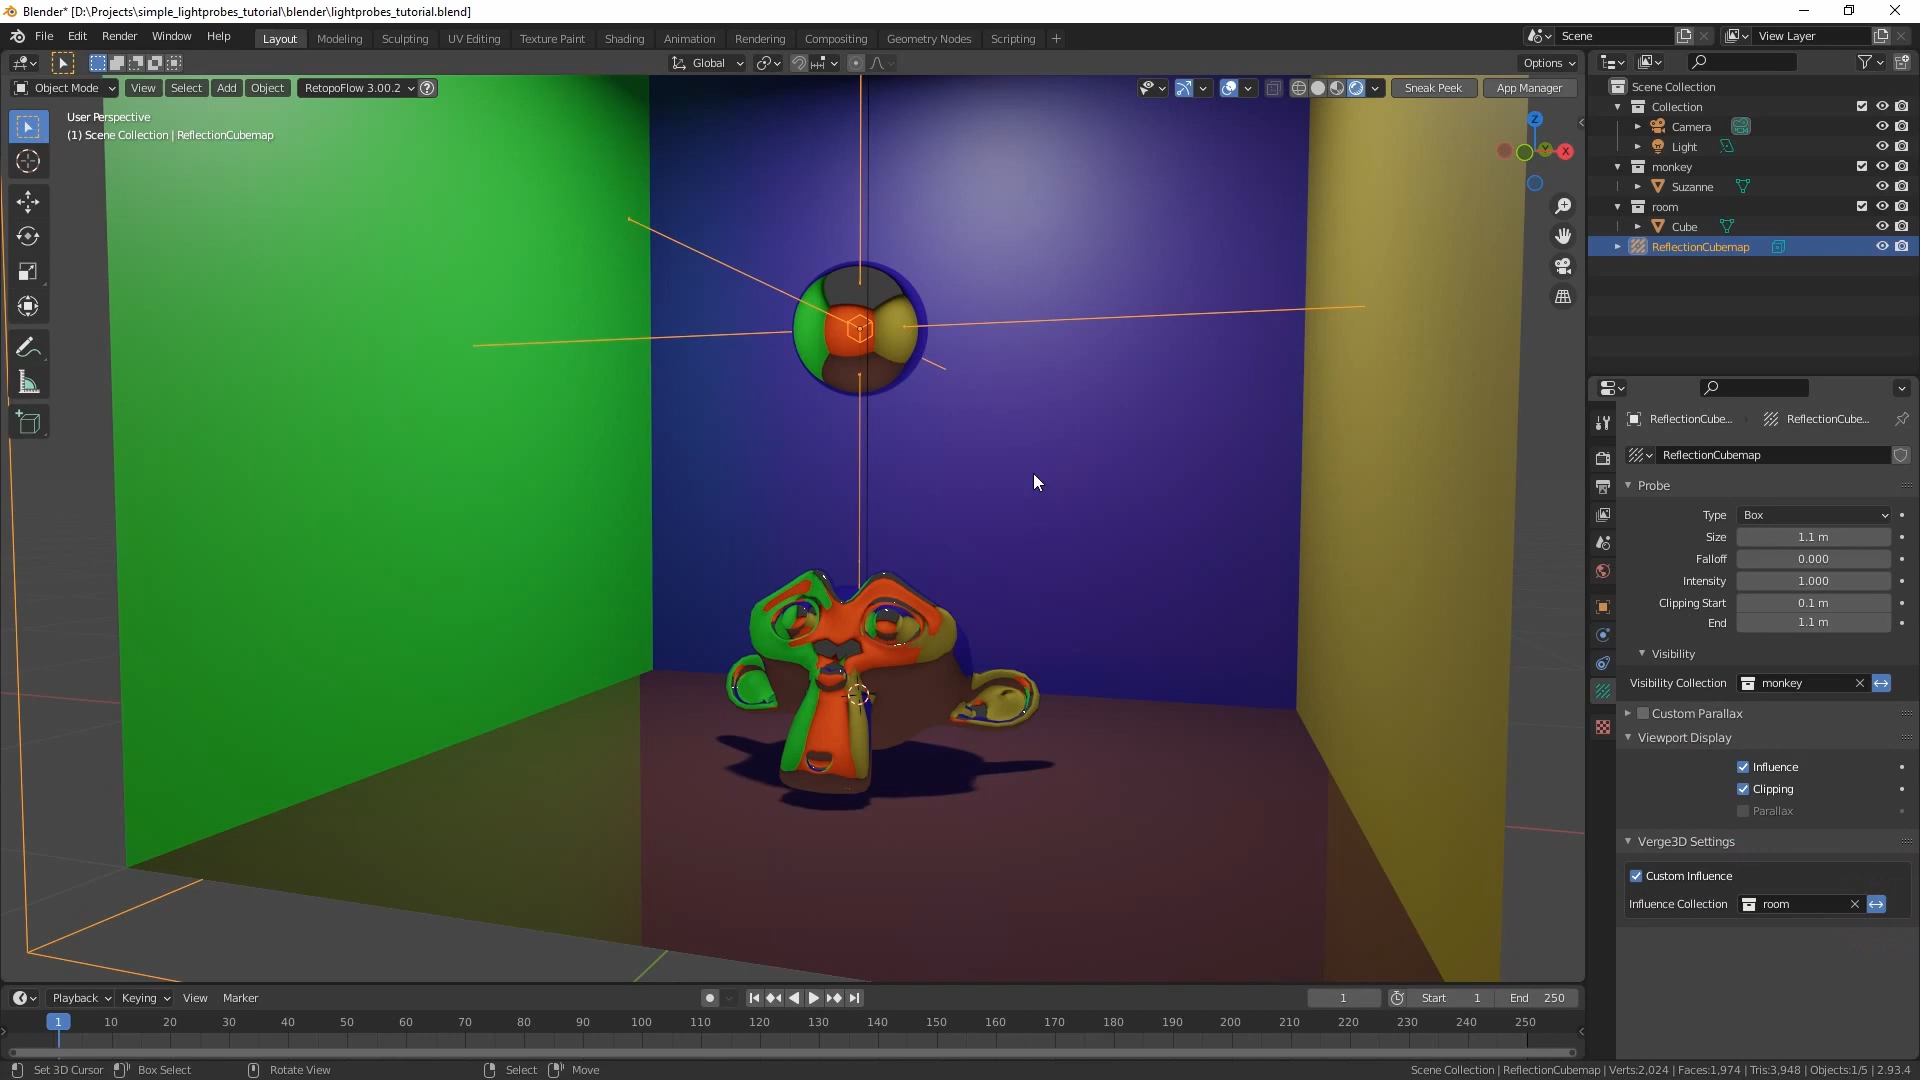 Blender* [D:\Projects\simple_lightprobes_tutorial\blender\lightprobes_tutorial.blend]
File Edit Render Window Help Layout Modeling Sculpting UV Editing Texture Paint Shading Animation Rendering Compositing Geometry Nodes Scripting + Scene View Layer
Global Options
Object Mode View Select Add Object RetopoFlow 3.00.2 Sneak Peek App Manager
User Perspective
(1) Scene Collection | ReflectionCubemap
Z
Y
X
Scene Collection
Collection
Camera
Light
monkey
Suzanne
room
Cube
ReflectionCubemap
ReflectionCube... ReflectionCube...
ReflectionCubemap
Probe
Type Box
Size 1.1 m
Falloff 0.000
Intensity 1.000
Clipping Start 0.1 m
End 1.1 m
Visibility
Visibility Collection monkey
Custom Parallax
Viewport Display
Influence
Clipping
Parallax
Verge3D Settings
Custom Influence
Influence Collection room
Playback Keying View Marker 1 Start 1 End 250
1 10 20 30 40 50 60 70 80 90 100 110 120 130 140 150 160 170 180 190 200 210 220 230 240 250
Set 3D Cursor Box Select Rotate View Select Move Scene Collection | ReflectionCubemap | Verts:2,024 | Faces:1,974 | Tris:3,948 | Objects:1/5 | 2.93.4